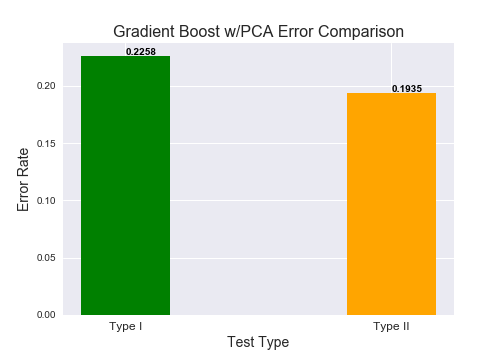 Gradient Boost w/PCA Error Comparison
0.2258
0.1935
0.20
0.15
0.10
0.05
0.00
Error Rate
Type I
Type II
Test Type